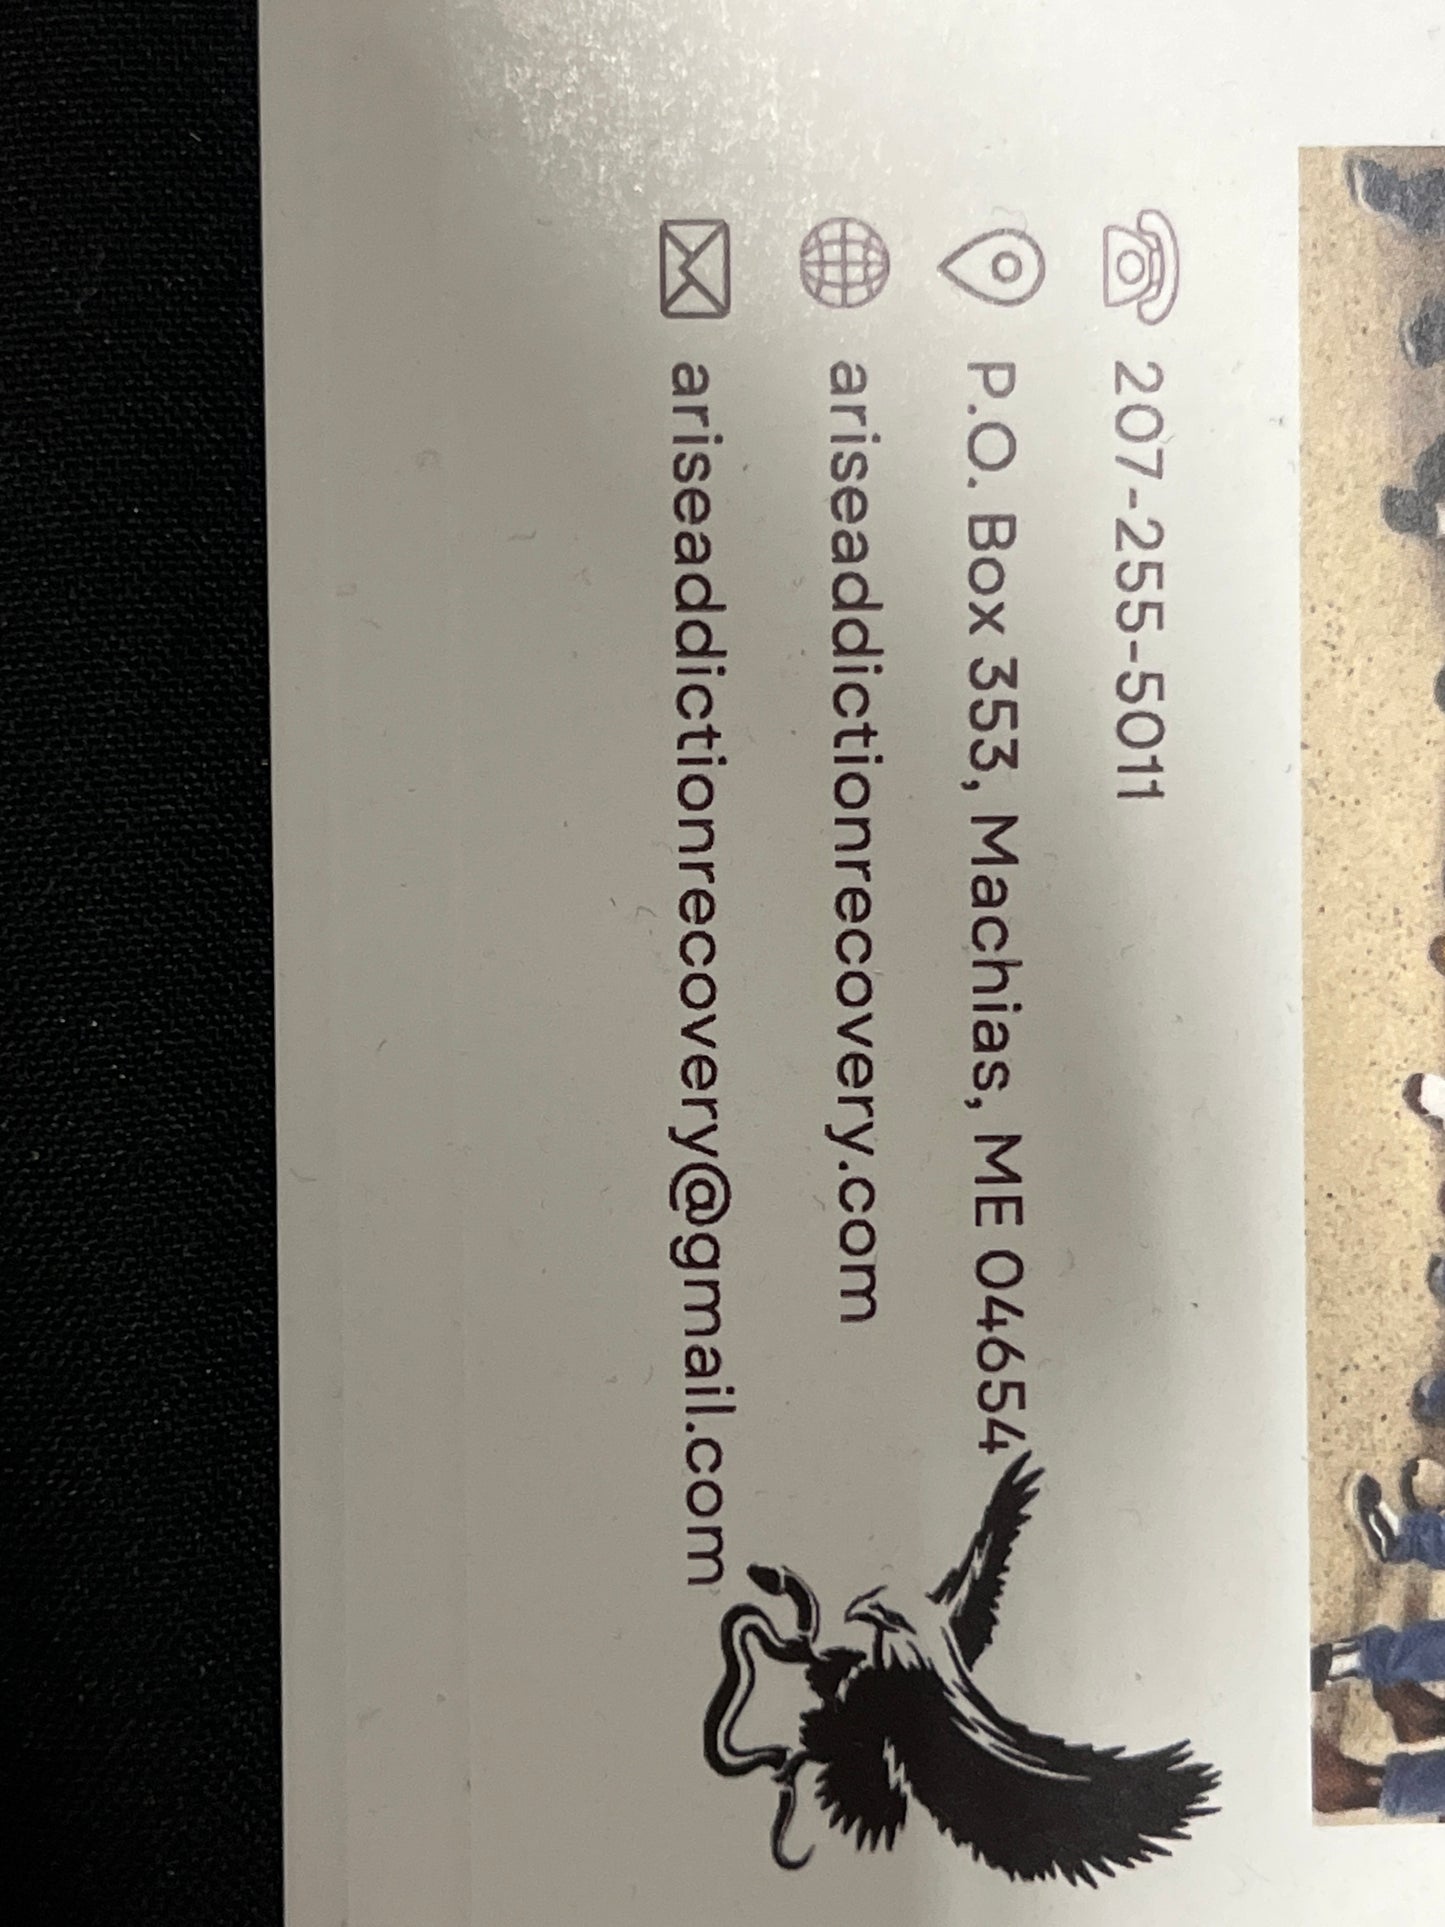 207-255-5011
P.O. Box 353, Machias, ME 04654
ariseaddictionrecovery.com
ariseaddictionrecovery@gmail.com